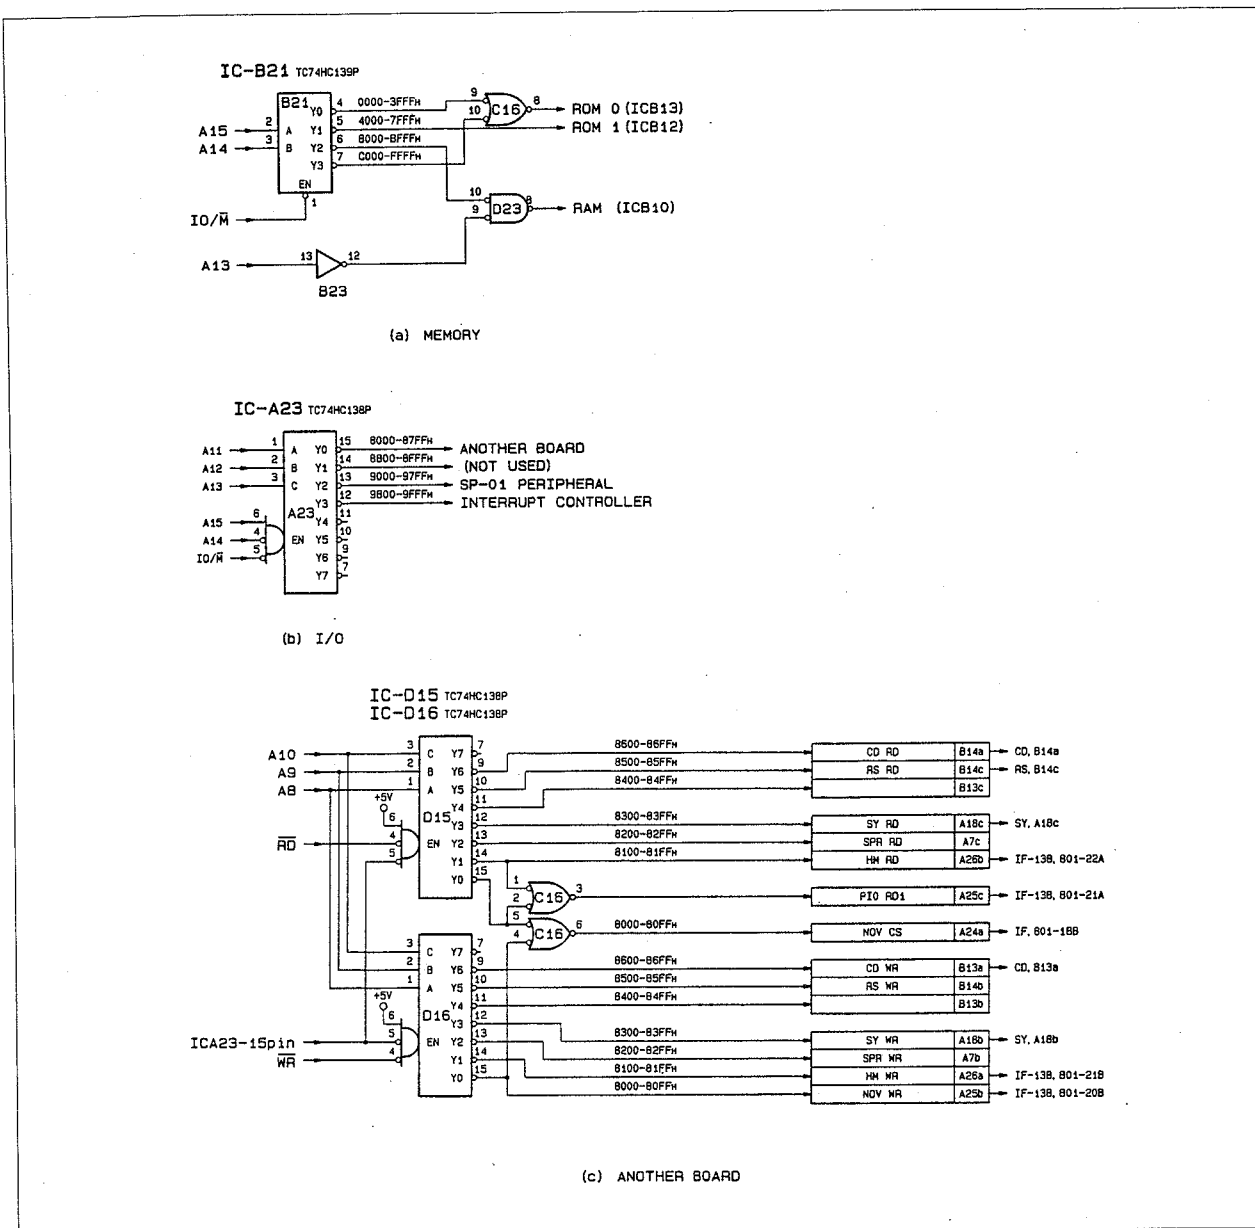 IC-B21 TC74HC139P
B21
A15 2 A
A14 3 B
Y0 4 0000-3FFFH
Y1 5 4000-7FFFH
Y2 6 8000-BFFFH
Y3 7 C000-FFFFH
EN
1
IO/M̅
9
10 C16 8 ROM 0 (ICB13)
ROM 1 (ICB12)
10
9 D23 8 RAM (ICB10)
A13 13 12
B23
(a) MEMORY
IC-A23 TC74HC138P
A11 1 A Y0 15 8000-87FFH ANOTHER BOARD
A12 2 B Y1 14 8800-8FFFH (NOT USED)
A13 3 C Y2 13 9000-97FFH SP-01 PERIPHERAL
Y3 12 9800-9FFFH INTERRUPT CONTROLLER
A23 Y4 11
A15 6
A14 4 EN Y5 10
IO/M̅ 5 Y6 9
Y7 7
(b) I/O
IC-D15 TC74HC138P
IC-D16 TC74HC138P
A10 3 C Y7 7
A9 2 B Y6 9 8600-86FFH CD RD B14a CD, B14a
A8 1 A Y5 10 8500-85FFH RS RD B14c RS, B14c
Y4 11 8400-84FFH B13c
+5V 6 D15 Y3 12 8300-83FFH SY RD A18c SY, A18c
R̅D̅ 4 EN Y2 13 8200-82FFH SPR RD A7c
5 Y1 14 8100-81FFH HM RD A26b IF-138, 801-22A
Y0 15
1
2 C16 3 PIO RD1 A25c IF-138, 801-21A
5
4 C16 6 8000-80FFH NOV CS A24a IF, 801-18B
3 C Y7 7
2 B Y6 9 8600-86FFH CD WR B13a CD, B13a
1 A Y5 10 8500-85FFH RS WR B14b
Y4 11 8400-84FFH B13b
+5V 6 D16 Y3 12 8300-83FFH SY WR A18b SY, A18b
ICA23-15pin 5 EN Y2 13 8200-82FFH SPR WR A7b
W̅R̅ 4 Y1 14 8100-81FFH HM WR A26a IF-138, 801-21B
Y0 15 8000-80FFH NOV WR A25b IF-138, 801-20B
(c) ANOTHER BOARD